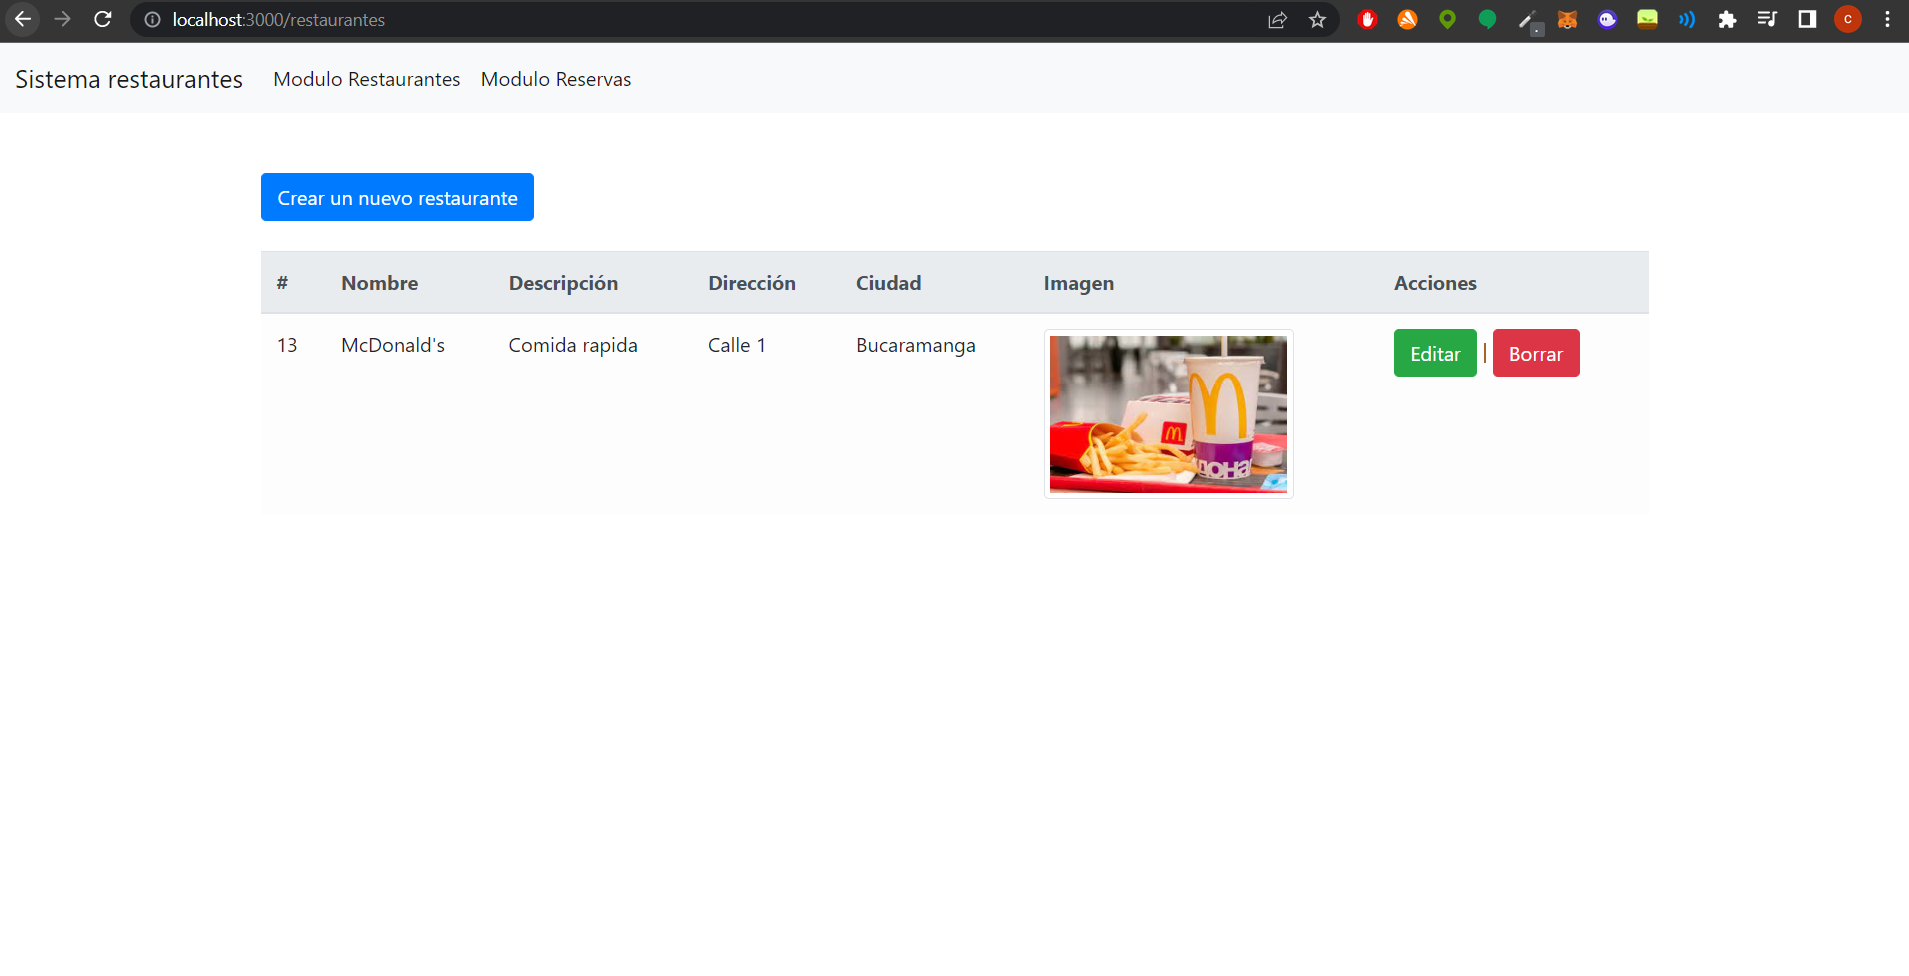 localhost:3000/restaurantes
C
Sistema restaurantes Modulo Restaurantes Modulo Reservas
Crear un nuevo restaurante
# Nombre Descripción Dirección Ciudad Imagen Acciones
13 McDonald's Comida rapida Calle 1 Bucaramanga Editar | Borrar